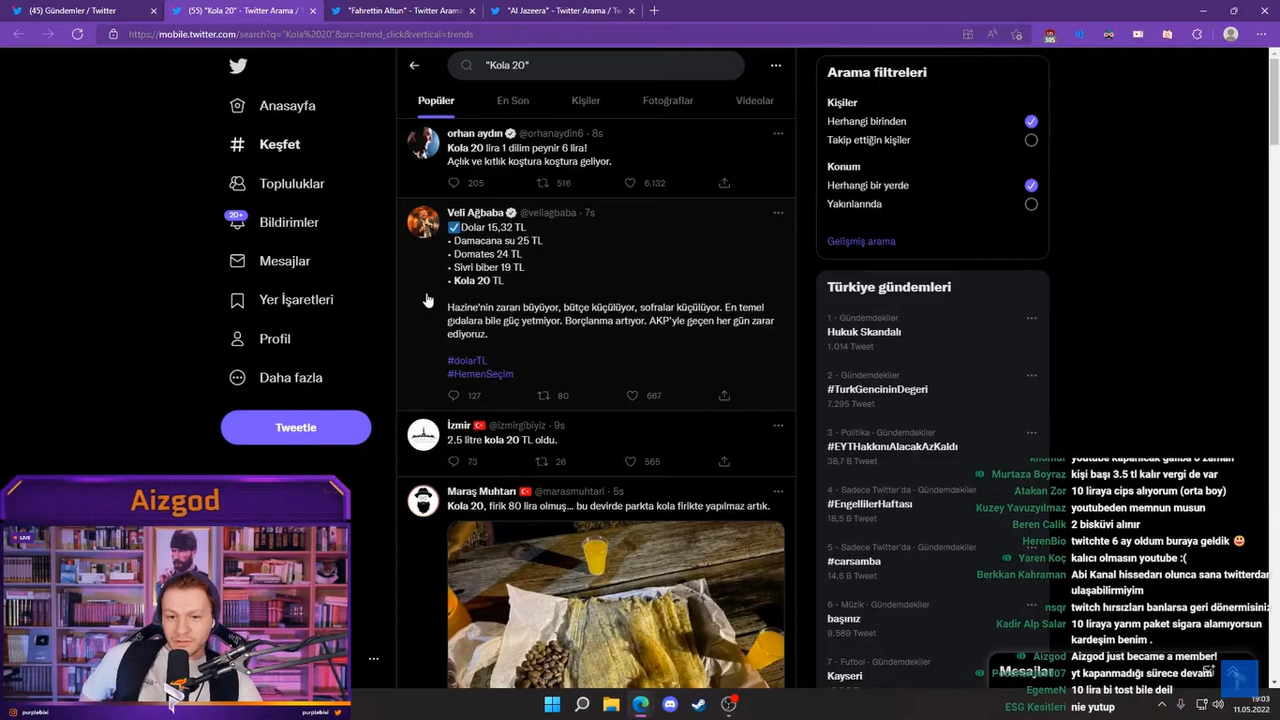 (45) Gündemler / Twitter
(55) "Kola 20" - Twitter Arama /
"Fahrettin Altun" - Twitter Arama
"Al Jazeera" - Twitter Arama / Tw
https://mobile.twitter.com/search?q="Kola%2020"&src=trend_click&vertical=trends
305
Anasayfa
Keşfet
Topluluklar
20+
Bildirimler
Mesajlar
Yer İşaretleri
Profil
Daha fazla
Tweetle
"Kola 20"
Popüler
En Son
Kişiler
Fotoğraflar
Videolar
orhan aydın @orhanaydin6 · 8s
Kola 20 lira 1 dilim peynir 6 lira!
Açlık ve kıtlık koştura koştura geliyor.
205 516 6.132
Veli Ağbaba @veliagbaba · 7s
Dolar 15,32 TL
• Damacana su 25 TL
• Domates 24 TL
• Sivri biber 19 TL
• Kola 20 TL
Hazine'nin zararı büyüyor, bütçe küçülüyor, sofralar küçülüyor. En temel
gıdalara bile güç yetmiyor. Borçlanma artıyor. AKP'yle geçen her gün zarar
ediyoruz.
#dolarTL
#HemenSeçim
127 80 667
İzmir @izmirgibiyiz · 9s
2.5 litre kola 20 TL oldu.
73 26 565
Maraş Muhtarı @marasmuhtari · 5s
Kola 20, firik 80 lira olmuş... bu devirde parkta kola firikte yapılmaz artık.
Arama filtreleri
Kişiler
Herhangi birinden
Takip ettiğin kişiler
Konum
Herhangi bir yerde
Yakınlarında
Gelişmiş arama
Türkiye gündemleri
1 · Gündemdekiler
Hukuk Skandalı
1.014 Tweet
2 · Gündemdekiler
#TurkGencininDegeri
7.295 Tweet
3 · Politika · Gündemdekiler
#EYTHakkınıAlacakAzKaldı
38,7 B Tweet
4 · Sadece Twitter'da · Gündemdekiler
#EngellilerHaftası
18,5 B Tweet
5 · Sadece Twitter'da · Gündemdekiler
#carsamba
14,6 B Tweet
6 · Müzik · Gündemdekiler
başınız
9.589 Tweet
7 · Futbol · Gündemdekiler
Kayseri
Mesajlar
youtube kapanacak galiba o zaman
Murtaza Boyraz kişi başı 3.5 tl kalır vergi de var
Atakan Zor 10 liraya cips alıyorum (orta boy)
Kuzey Yavuzyılmaz youtubeden memnun musun
Beren Calik 2 bisküvi alınır
HerenBio twitchte 6 ay oldum buraya geldik
Yaren Koç kalıcı olmasın youtube :(
Berkkan Kahraman Abi Kanal hissedarı olunca sana twitterdan
ulaşabilirmiyim
nsqr twitch hırsızları banlarsa geri dönermisiniz
Kadir Alp Salar 10 liraya yarım paket sigara alamıyorsun
kardeşim benim .
Aizgod Aizgod just became a member!
yt kapanmadığı sürece devam
EgemeN 10 lira bi tost bile deil
ESG Kesitleri nie yutup
Aizgod
LIVE
purplebixi
purplebixi
19:03
11.05.2022